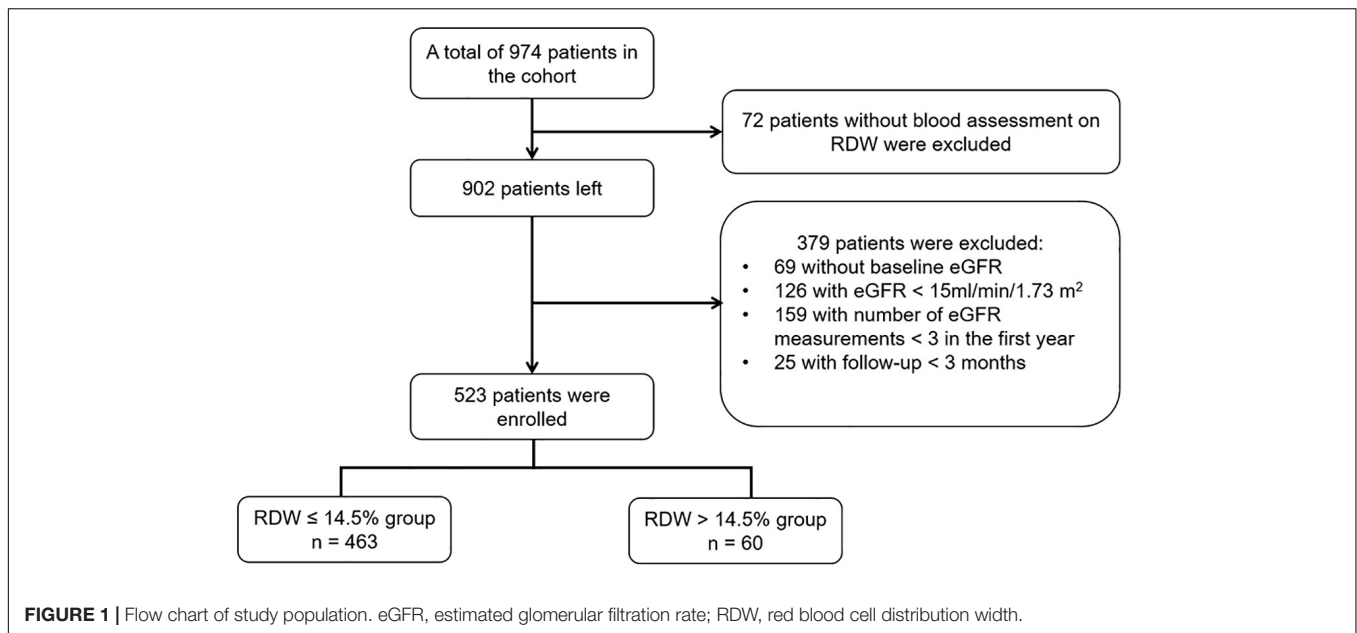 A total of 974 patients in
the cohort
72 patients without blood assessment on
RDW were excluded
902 patients left
379 patients were excluded:
• 69 without baseline eGFR
• 126 with eGFR < 15ml/min/1.73 m²
• 159 with number of eGFR
measurements < 3 in the first year
• 25 with follow-up < 3 months
523 patients were
enrolled
RDW ≤ 14.5% group
n = 463
RDW > 14.5% group
n = 60
FIGURE 1 | Flow chart of study population. eGFR, estimated glomerular filtration rate; RDW, red blood cell distribution width.